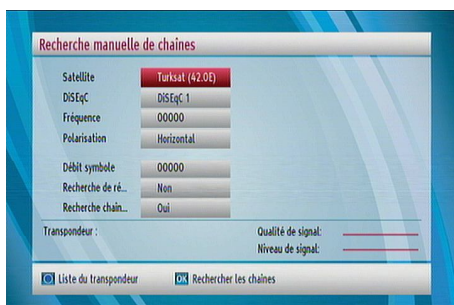 Recherche manuelle de chaines
Satellite Turksat (42.0E)
DiSEqC DiSEqC 1
Fréquence 00000
Polarisation Horizontal
Débit symbole 00000
Recherche de ré... Non
Recherche chain... Oui
Transpondeur : Qualité de signal:
Niveau de signal:
Liste du transpondeur OK Rechercher les chaines